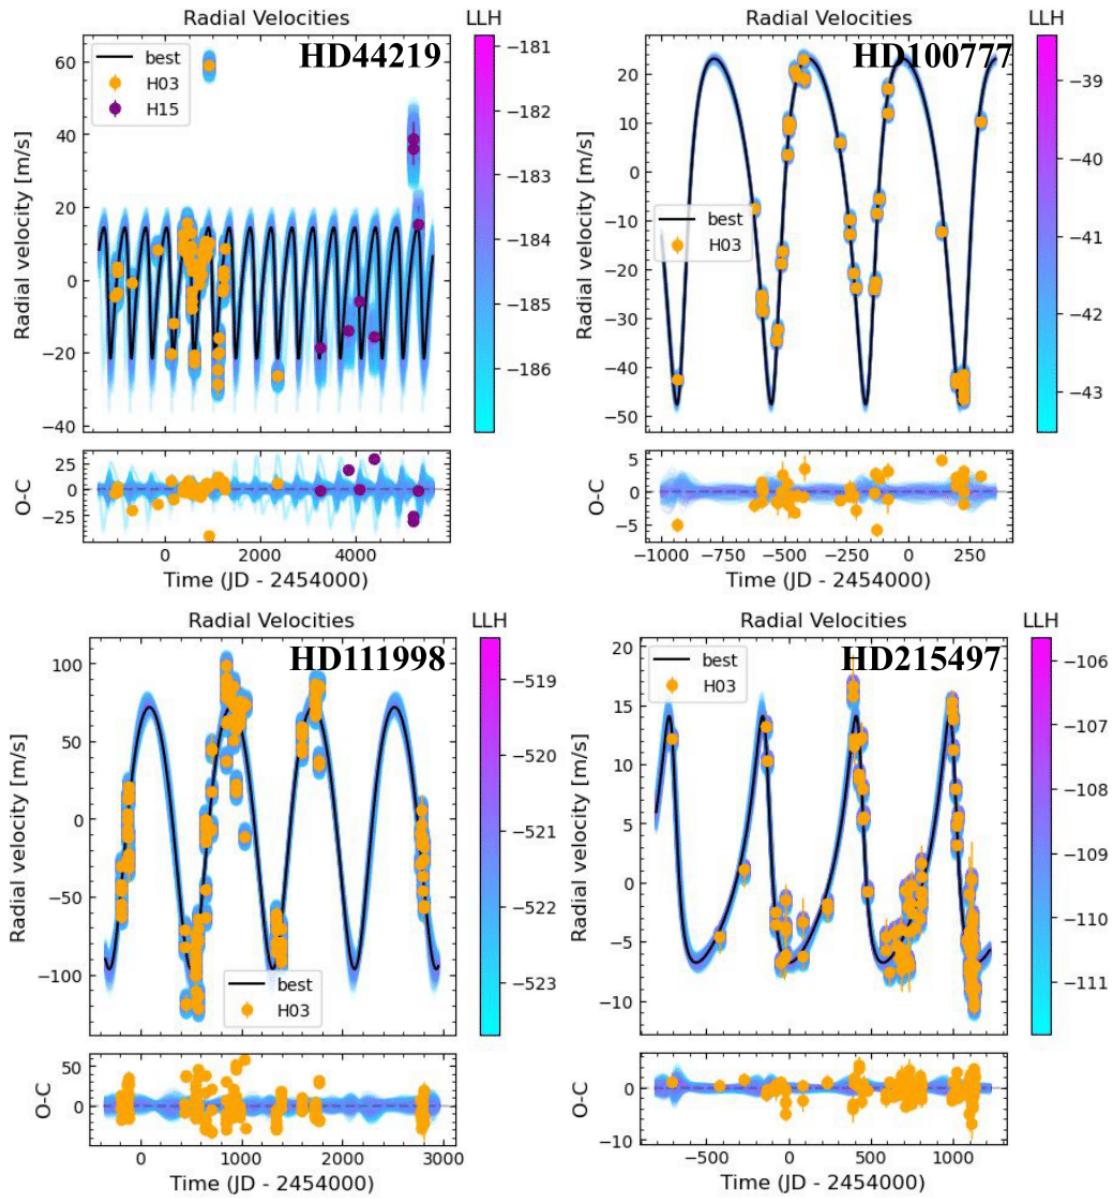 Radial Velocities
LLH
HD44219
best
H03
H15
60
40
20
0
−20
−40
Radial velocity [m/s]
−181
−182
−183
−184
−185
−186
25
0
−25
O-C
0 2000 4000
Time (JD - 2454000)
Radial Velocities
LLH
HD100777
20
10
0
−10
−20
−30
−40
−50
Radial velocity [m/s]
best
H03
−39
−40
−41
−42
−43
5
0
−5
O-C
−1000 −750 −500 −250 0 250
Time (JD - 2454000)
Radial Velocities
LLH
HD111998
100
50
0
−50
−100
Radial velocity [m/s]
best
H03
−519
−520
−521
−522
−523
50
0
O-C
0 1000 2000 3000
Time (JD - 2454000)
Radial Velocities
LLH
HD215497
best
H03
20
15
10
5
0
−5
−10
Radial velocity [m/s]
−106
−107
−108
−109
−110
−111
0
−10
O-C
−500 0 500 1000
Time (JD - 2454000)